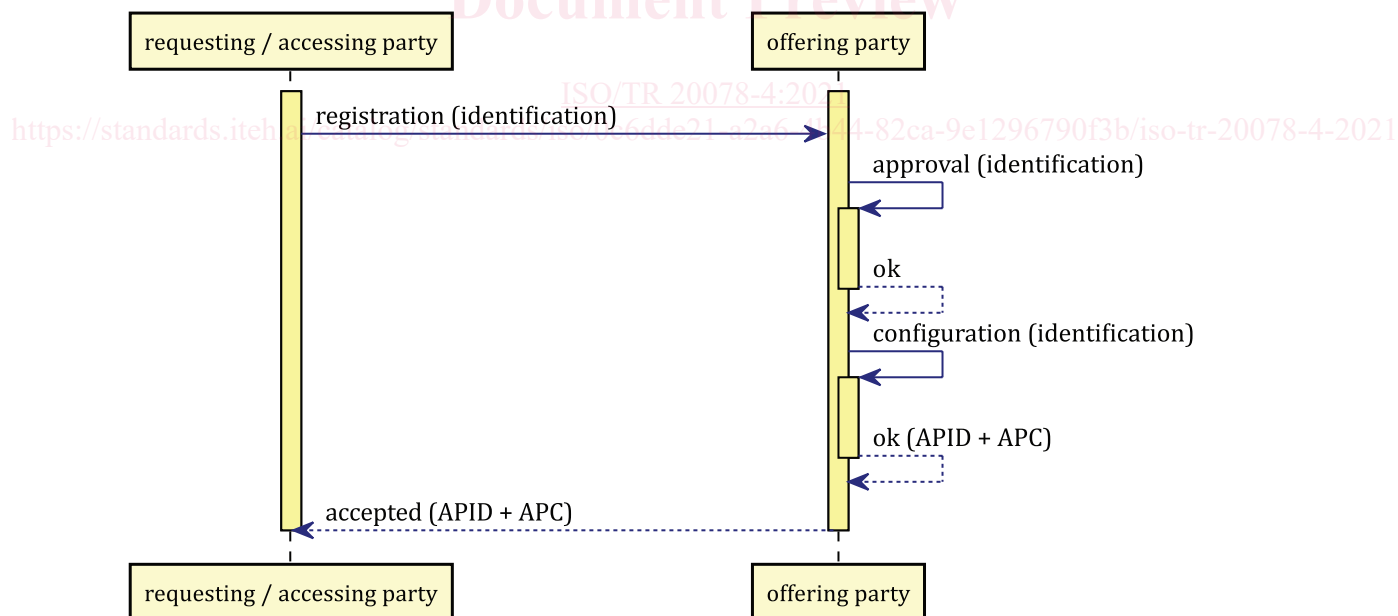 Document Preview
requesting / accessing party
offering party
ISO/TR 20078-4:2021
registration (identification)
approval (identification)
ok
configuration (identification)
ok (APID + APC)
accepted (APID + APC)
requesting / accessing party
offering party